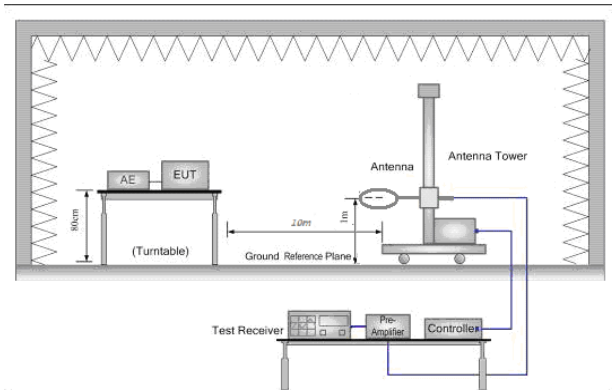 Antenna Tower
Antenna
AE
EUT
80cm
10m
1m
(Turntable)
Ground Reference Plane
Test Receiver
Pre-
Amplifier
Controller